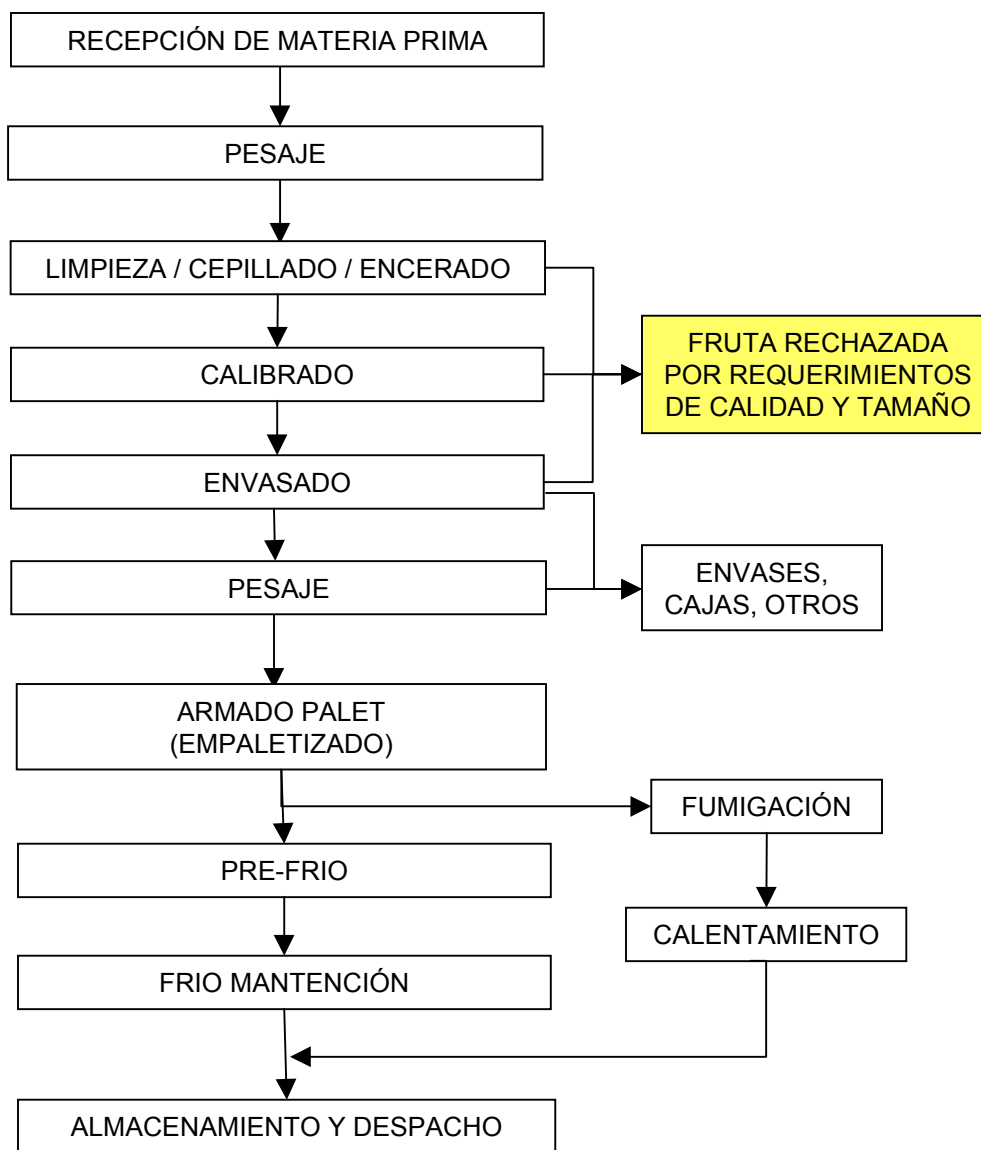 RECEPCIÓN DE MATERIA PRIMA
PESAJE
LIMPIEZA / CEPILLADO / ENCERADO
CALIBRADO
FRUTA RECHAZADA
POR REQUERIMIENTOS
DE CALIDAD Y TAMAÑO
ENVASADO
PESAJE
ENVASES,
CAJAS, OTROS
ARMADO PALET
(EMPALETIZADO)
FUMIGACIÓN
PRE-FRIO
CALENTAMIENTO
FRIO MANTENCIÓN
ALMACENAMIENTO Y DESPACHO